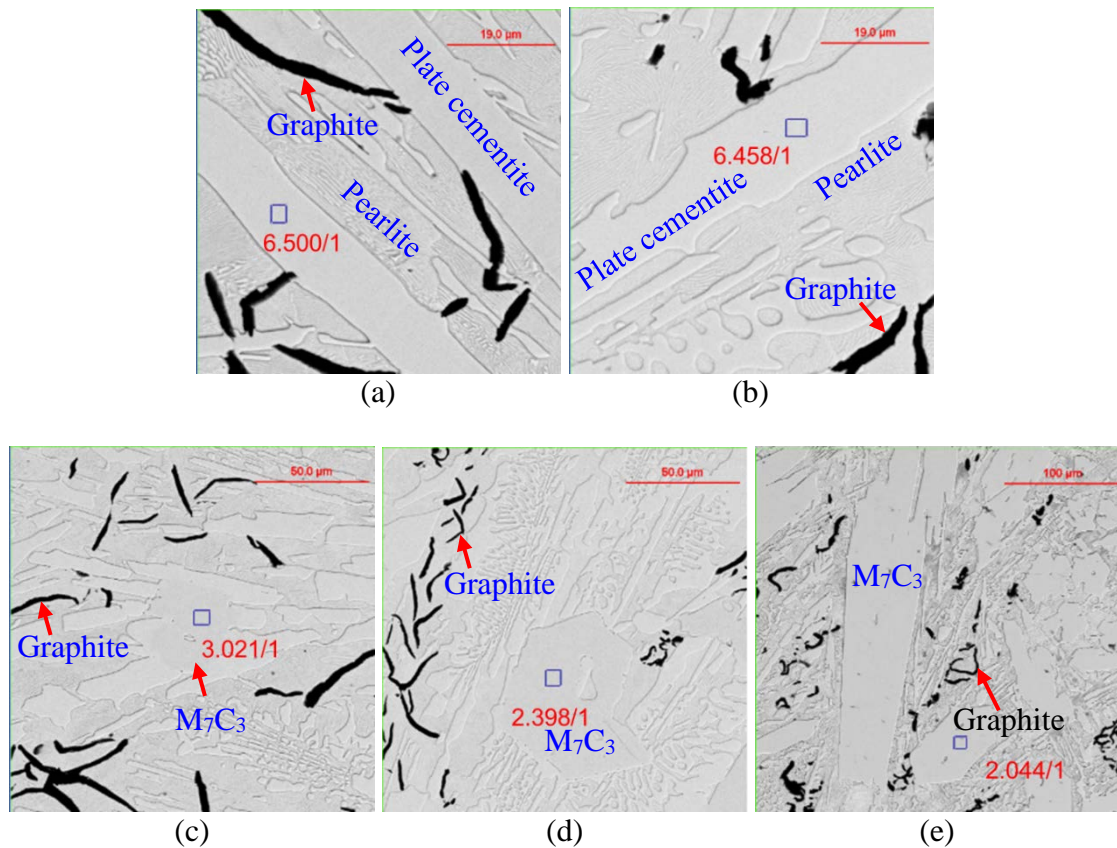 19.0 µm
Graphite
Plate cementite
Pearlite
6.500/1
(a)
19.0 µm
6.458/1
Plate cementite
Pearlite
Graphite
(b)
50.0 µm
Graphite
3.021/1
M₇C₃
(c)
50.0 µm
Graphite
2.398/1
M₇C₃
(d)
100 µm
M₇C₃
Graphite
2.044/1
(e)